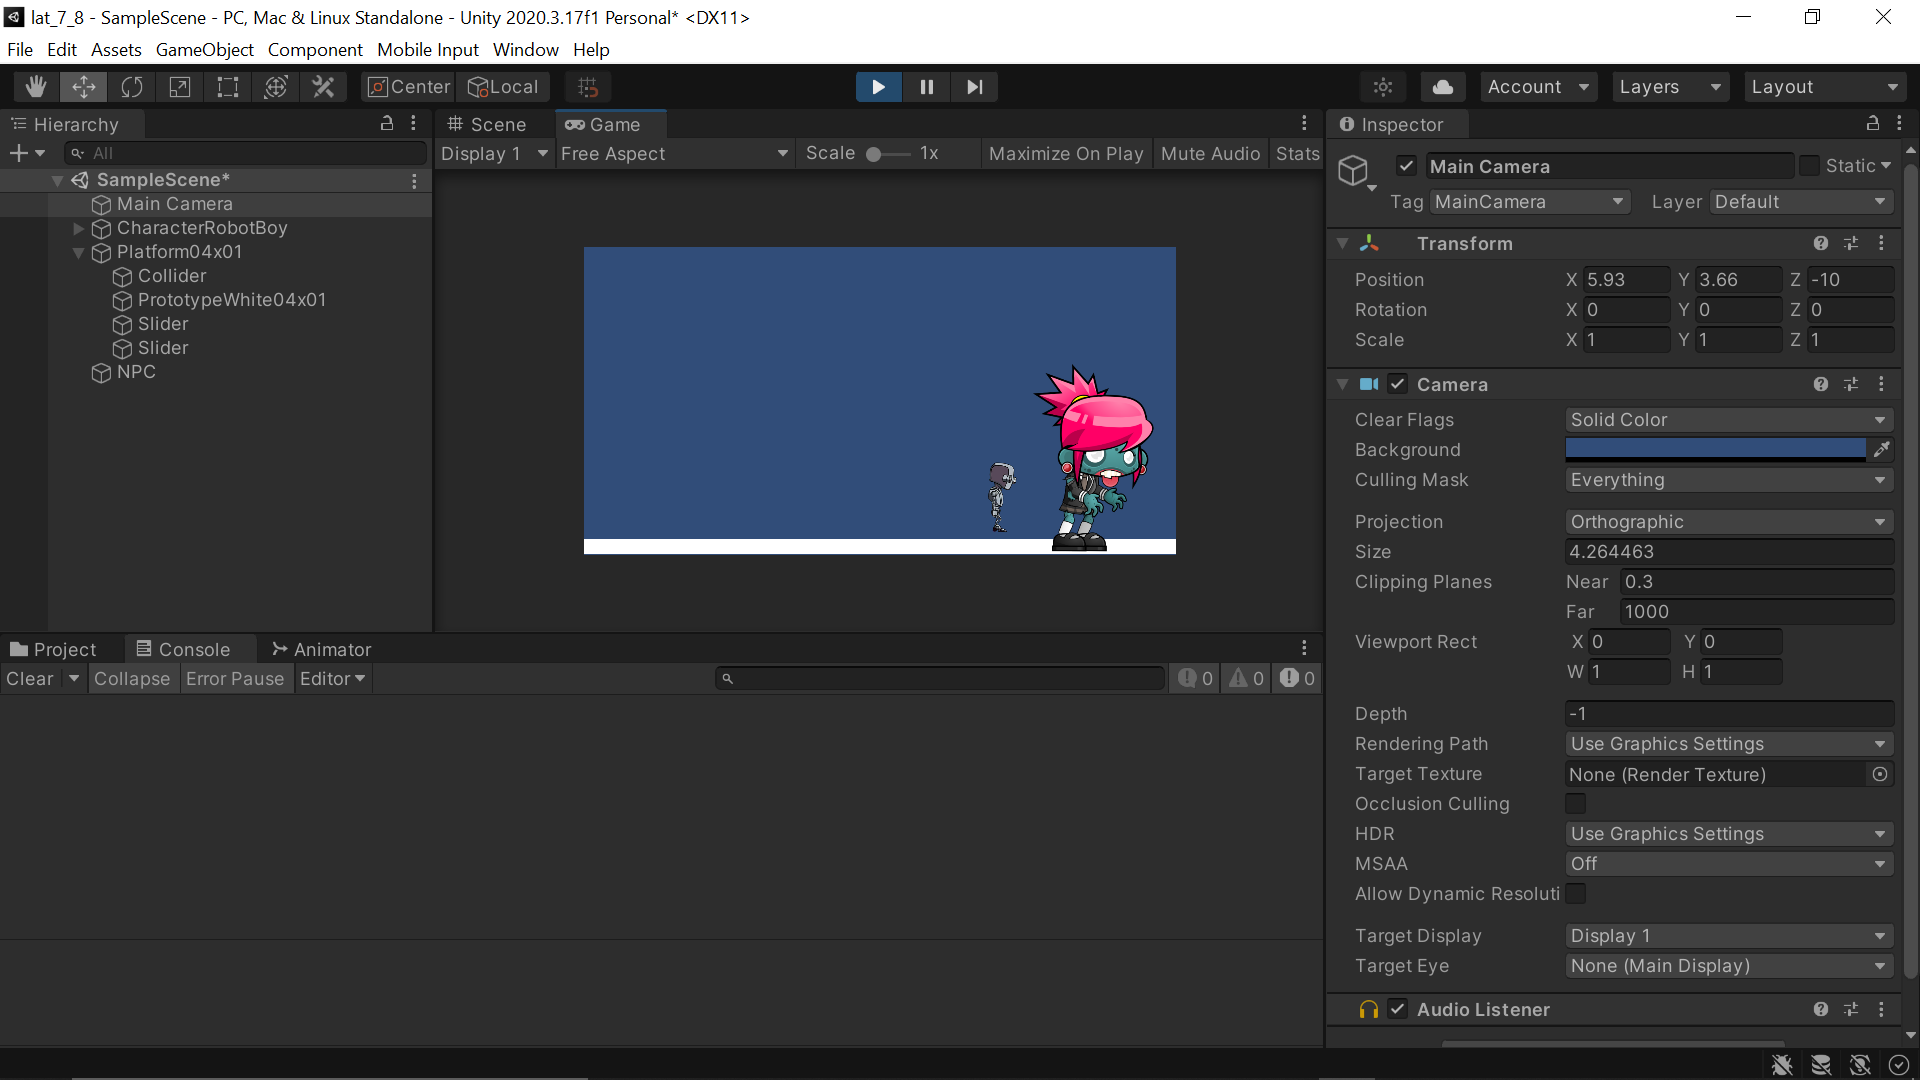 lat_7_8 - SampleScene - PC, Mac & Linux Standalone - Unity 2020.3.17f1 Personal* <DX11>
File Edit Assets GameObject Component Mobile Input Window Help
Center Local Account Layers Layout
Hierarchy
All
SampleScene*
Main Camera
CharacterRobotBoy
Platform04x01
Collider
PrototypeWhite04x01
Slider
Slider
NPC
Scene Game
Display 1 Free Aspect Scale 1x Maximize On Play Mute Audio Stats
Project Console Animator
Clear Collapse Error Pause Editor 0 0 0
Inspector
Main Camera Static
Tag MainCamera Layer Default
Transform
Position X 5.93 Y 3.66 Z -10
Rotation X 0 Y 0 Z 0
Scale X 1 Y 1 Z 1
Camera
Clear Flags Solid Color
Background
Culling Mask Everything
Projection Orthographic
Size 4.264463
Clipping Planes Near 0.3
Far 1000
Viewport Rect X 0 Y 0
W 1 H 1
Depth -1
Rendering Path Use Graphics Settings
Target Texture None (Render Texture)
Occlusion Culling
HDR Use Graphics Settings
MSAA Off
Allow Dynamic Resoluti
Target Display Display 1
Target Eye None (Main Display)
Audio Listener